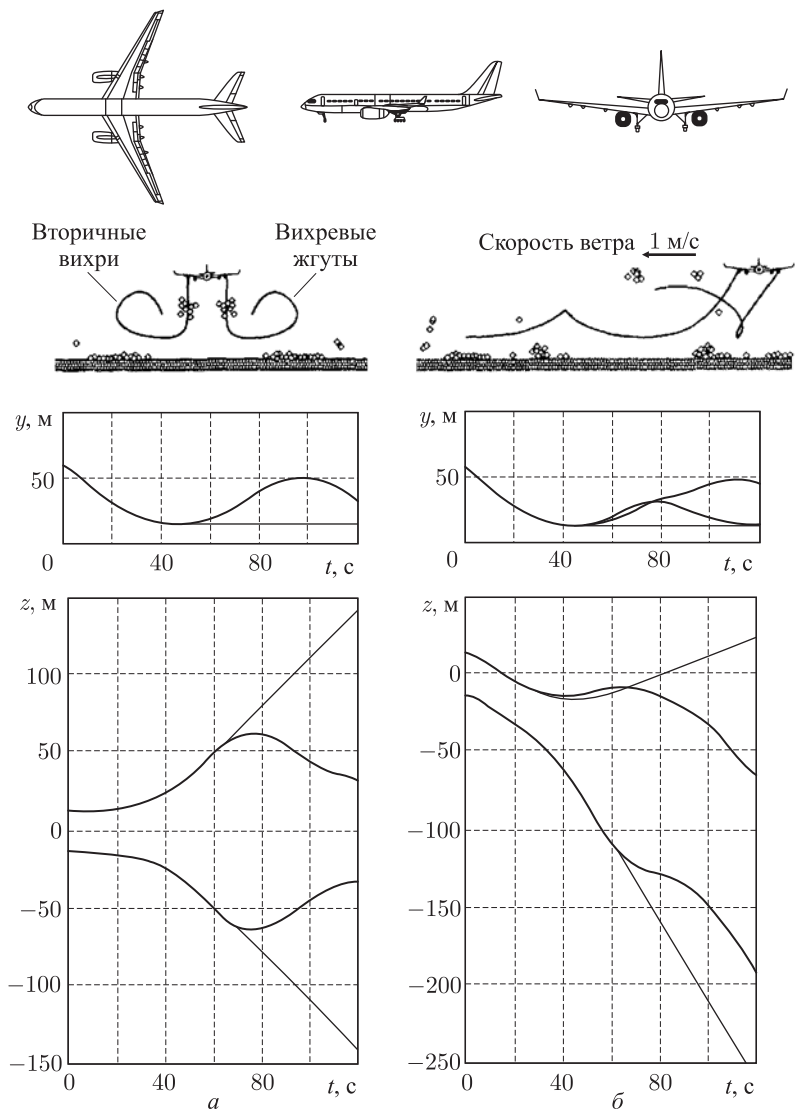 Вторичные
вихри
Вихревые
жгуты
Скорость ветра 1 м/с
y, м
50
0
40
80
t, с
y, м
50
0
40
80
t, с
z, м
100
50
0
−50
−100
−150
0
40
80
t, с
а
z, м
0
−50
−100
−150
−200
−250
0
40
80
t, с
б